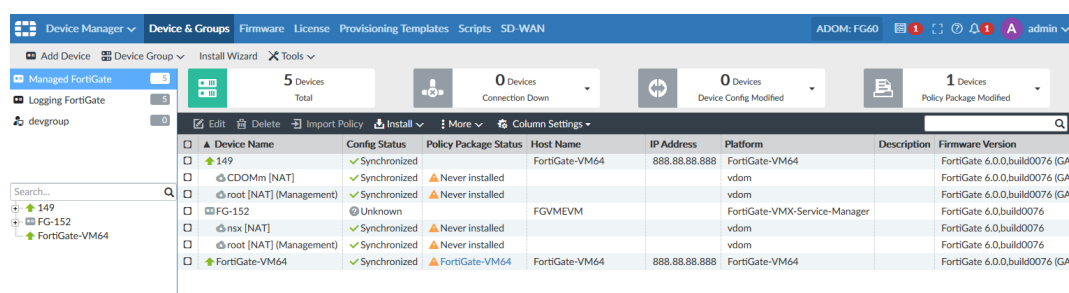 Device Manager Device & Groups Firmware License Provisioning Templates Scripts SD-WAN ADOM: FG60 1 1 A admin
Add Device Device Group Install Wizard Tools
Managed FortiGate 5
Logging FortiGate 5
devgroup 0
Search...
149
FG-152
FortiGate-VM64
5 Devices
Total
0 Devices
Connection Down
0 Devices
Device Config Modified
1 Devices
Policy Package Modified
Edit Delete Import Policy Install More Column Settings
Device Name Config Status Policy Package Status Host Name IP Address Platform Description Firmware Version
149 Synchronized FortiGate-VM64 888.88.88.888 FortiGate-VM64 FortiGate 6.0.0,build0076 (GA
CDOMm [NAT] Synchronized Never installed vdom FortiGate 6.0.0,build0076 (GA
root [NAT] (Management) Synchronized Never installed vdom FortiGate 6.0.0,build0076 (GA
FG-152 Unknown FGVMEVM FortiGate-VMX-Service-Manager FortiGate 6.0,build0076
nsx [NAT] Synchronized Never installed vdom FortiGate 6.0,build0076
root [NAT] (Management) Synchronized Never installed vdom FortiGate 6.0,build0076
FortiGate-VM64 Synchronized FortiGate-VM64 FortiGate-VM64 888.88.88.888 FortiGate-VM64 FortiGate 6.0.0,build0076 (GA